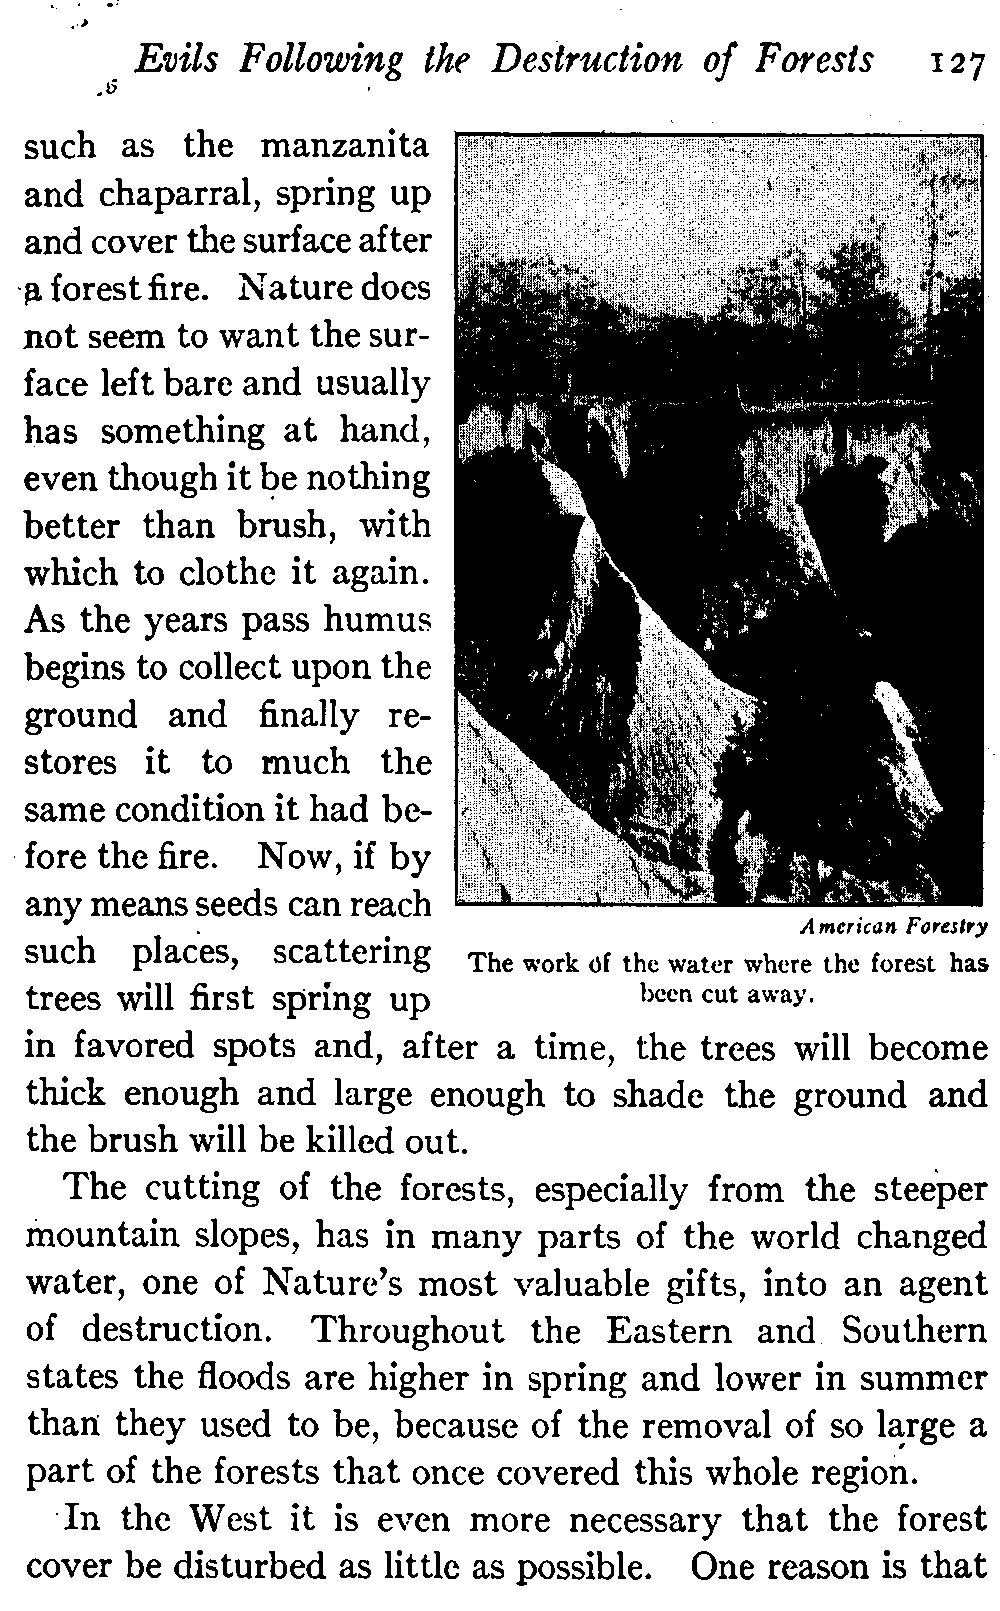 Evils Following the Destruction of Forests 127
such as the manzanita
and chaparral, spring up
and cover the surface after
a forest fire. Nature does
not seem to want the sur-
face left bare and usually
has something at hand,
even though it be nothing
better than brush, with
which to clothe it again.
As the years pass humus
begins to collect upon the
ground and finally re-
stores it to much the
same condition it had be-
fore the fire. Now, if by
any means seeds can reach
such places, scattering
trees will first spring up
American Forestry
The work of the water where the forest has
been cut away.
in favored spots and, after a time, the trees will become
thick enough and large enough to shade the ground and
the brush will be killed out.
The cutting of the forests, especially from the steeper
mountain slopes, has in many parts of the world changed
water, one of Nature's most valuable gifts, into an agent
of destruction. Throughout the Eastern and Southern
states the floods are higher in spring and lower in summer
than they used to be, because of the removal of so large a
part of the forests that once covered this whole region.
In the West it is even more necessary that the forest
cover be disturbed as little as possible. One reason is that